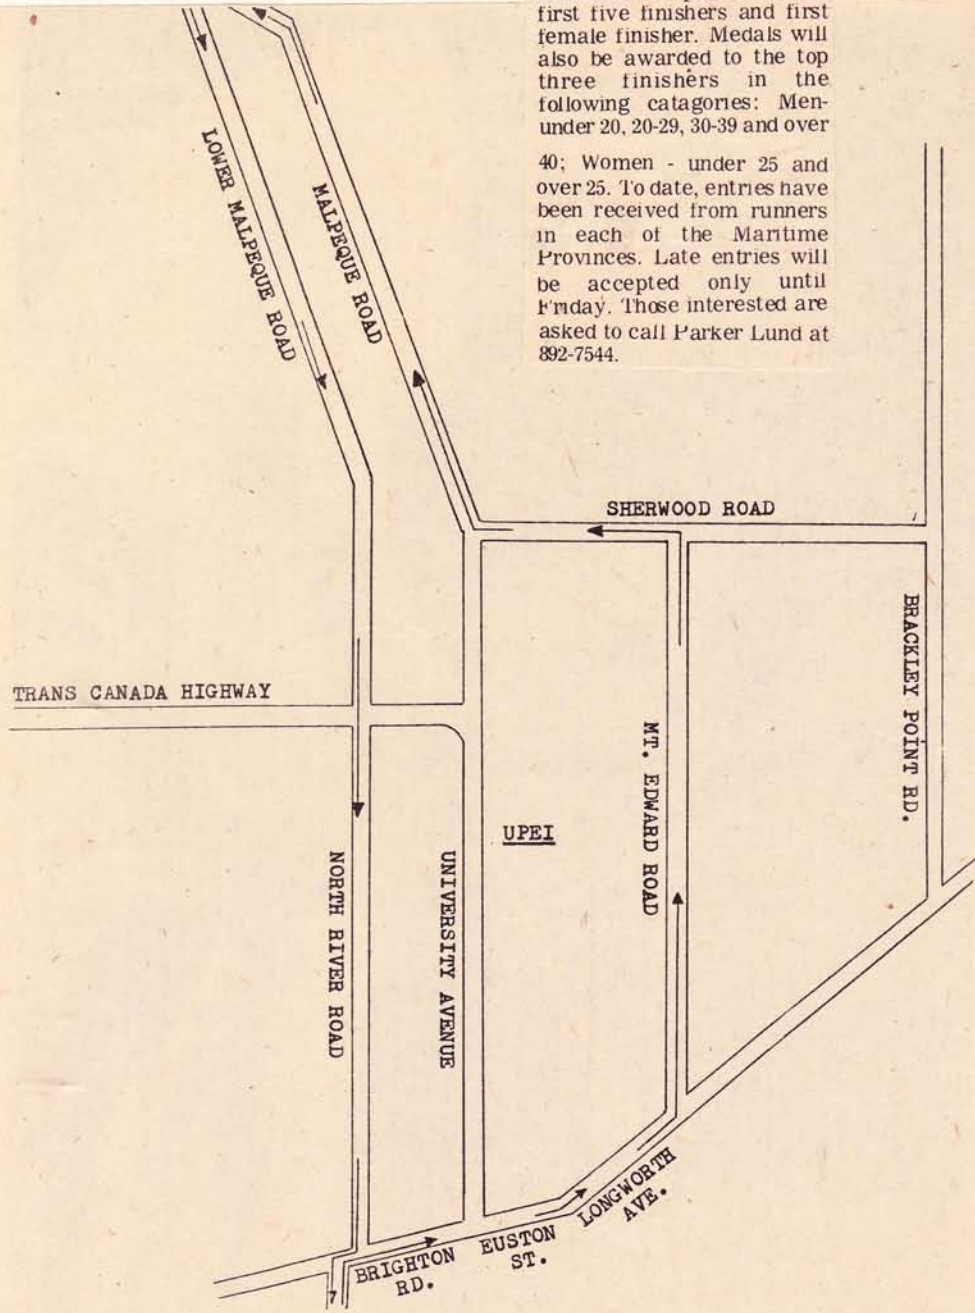 first five finishers and first
female finisher. Medals will
also be awarded to the top
three finishers in the
following catagories: Men-
under 20, 20-29, 30-39 and over
40; Women - under 25 and
over 25. To date, entries have
been received from runners
in each of the Maritime
Provinces. Late entries will
be accepted only until
Friday. Those interested are
asked to call Parker Lund at
892-7544.
LOWER MALPEQUE ROAD
MALPEQUE ROAD
SHERWOOD ROAD
BRACKLEY POINT RD.
TRANS CANADA HIGHWAY
MT. EDWARD ROAD
UPEI
NORTH RIVER ROAD
UNIVERSITY AVENUE
LONGWORTH
AVE.
EUSTON
ST.
BRIGHTON
RD.